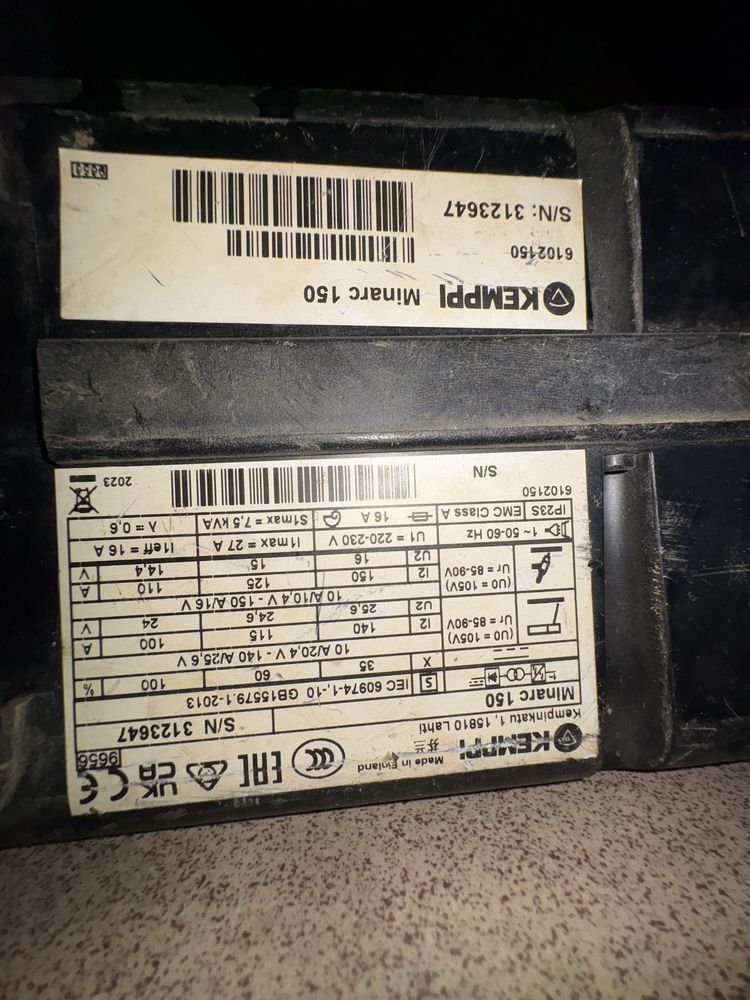 KEMPPI Made in Finland 芬兰 CCC EAC UK CA CE
Kempinkatu 1, 15810 Lahti 9656
Minarc 150 S/N 3123647
S IEC 60974-1,-10 GB15579.1-2013
10 A/20,4 V - 140 A/25,6 V
X 35 60 100 %
(U0 = 105V) I2 140 115 100 A
Ur = 85-90V U2 25,6 24,6 24 V
10 A/10,4 V - 150 A/16 V
(U0 = 105V) I2 150 125 110 A
Ur = 85-90V U2 16 15 14,4 V
1~ 50-60 Hz U1 = 220-230 V I1max = 27 A I1eff = 16 A
IP23S EMC Class A 16 A S1max = 7,5 kVA λ = 0,6
6102150
S/N 2023
KEMPPI Minarc 150
6102150
S/N: 3123647